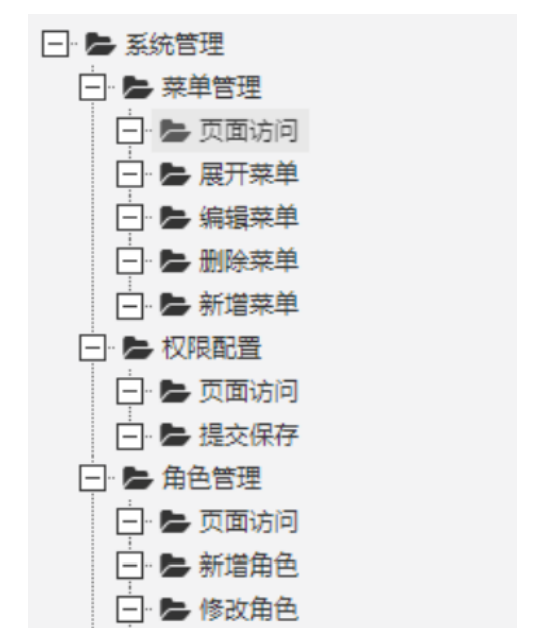 系统管理
菜单管理
页面访问
展开菜单
编辑菜单
删除菜单
新增菜单
权限配置
页面访问
提交保存
角色管理
页面访问
新增角色
修改角色